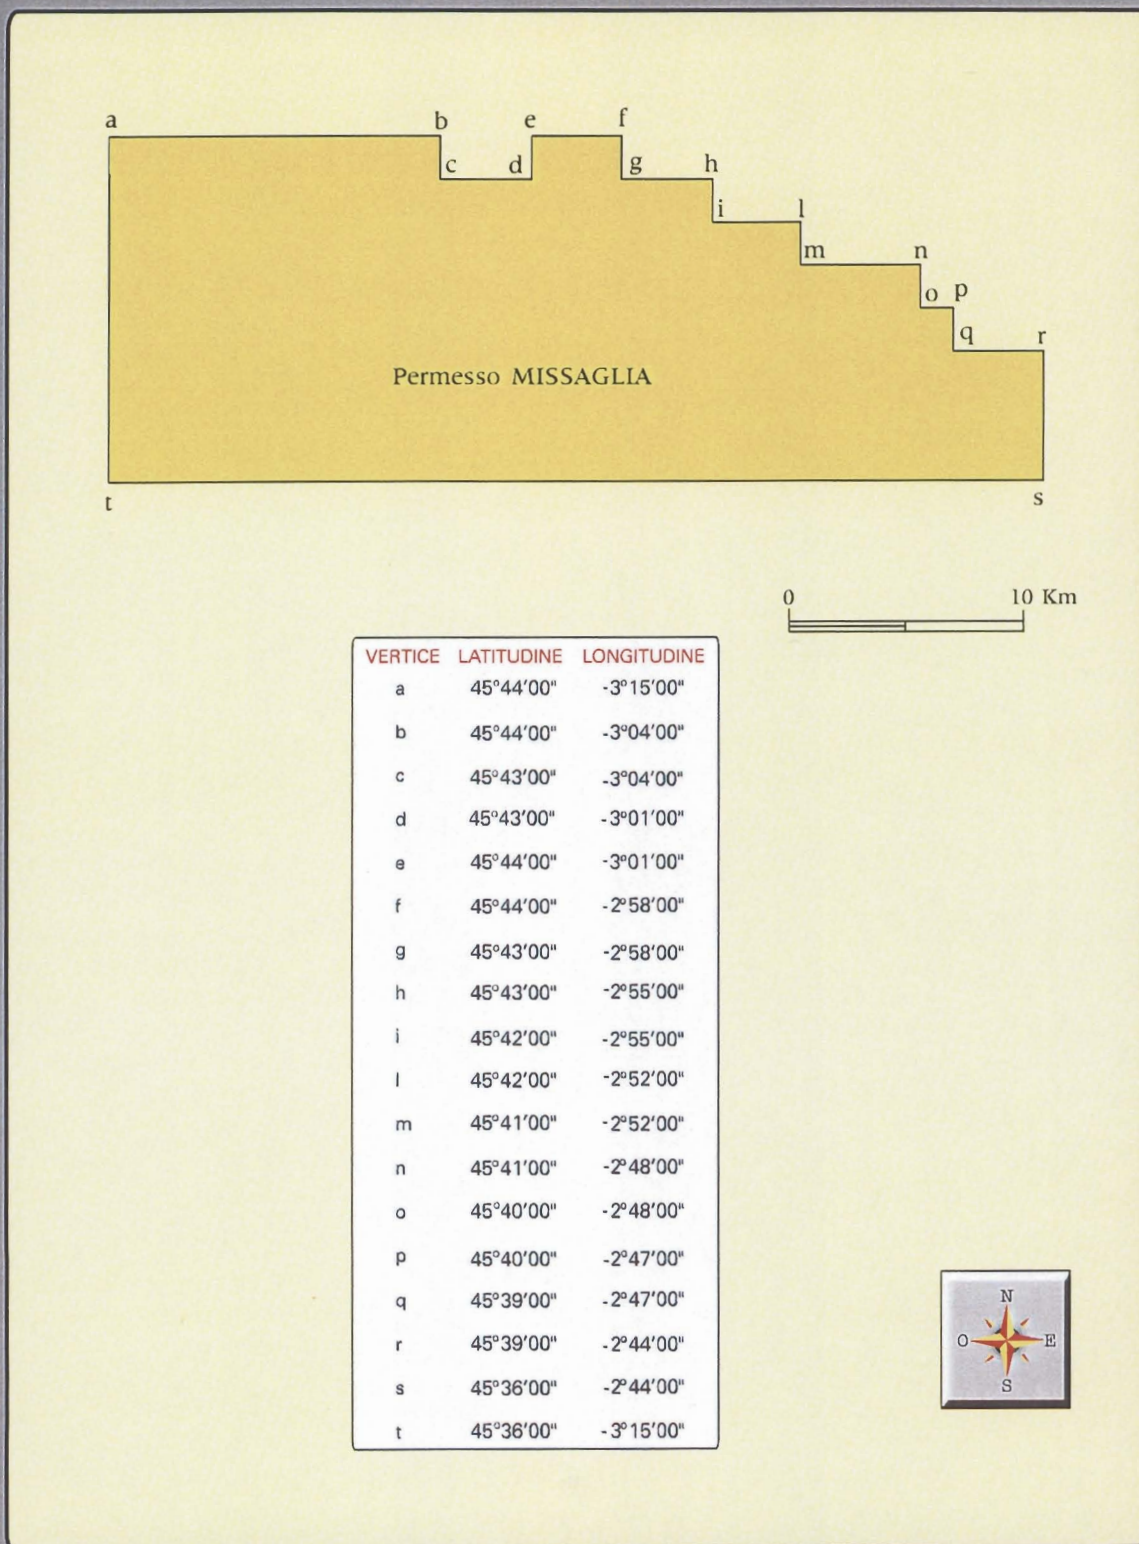 a b e f
c d g h
i l
m n
o p
q r
Permesso MISSAGLIA
t s
0 10 Km
VERTICE LATITUDINE LONGITUDINE
a 45°44'00" -3°15'00"
b 45°44'00" -3°04'00"
c 45°43'00" -3°04'00"
d 45°43'00" -3°01'00"
e 45°44'00" -3°01'00"
f 45°44'00" -2°58'00"
g 45°43'00" -2°58'00"
h 45°43'00" -2°55'00"
i 45°42'00" -2°55'00"
l 45°42'00" -2°52'00"
m 45°41'00" -2°52'00"
n 45°41'00" -2°48'00"
o 45°40'00" -2°48'00"
p 45°40'00" -2°47'00"
q 45°39'00" -2°47'00"
r 45°39'00" -2°44'00"
s 45°36'00" -2°44'00"
t 45°36'00" -3°15'00"
N
O E
S